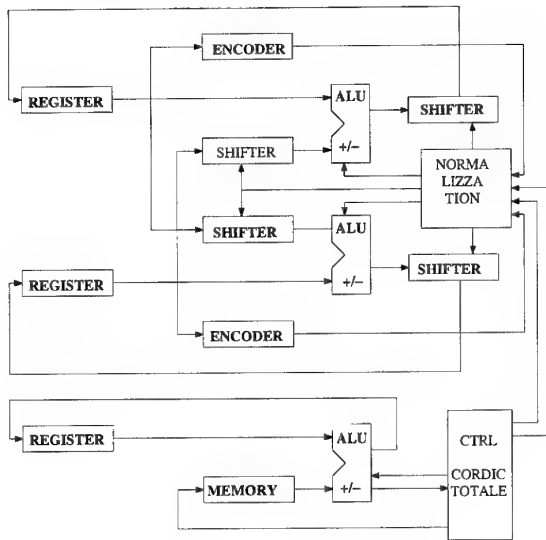 ENCODER
REGISTER
ALU
SHIFTER
SHIFTER
+/−
NORMA
LIZZA
TION
SHIFTER
ALU
REGISTER
+/−
SHIFTER
ENCODER
REGISTER
ALU
CTRL
MEMORY
+/−
CORDIC
TOTALE